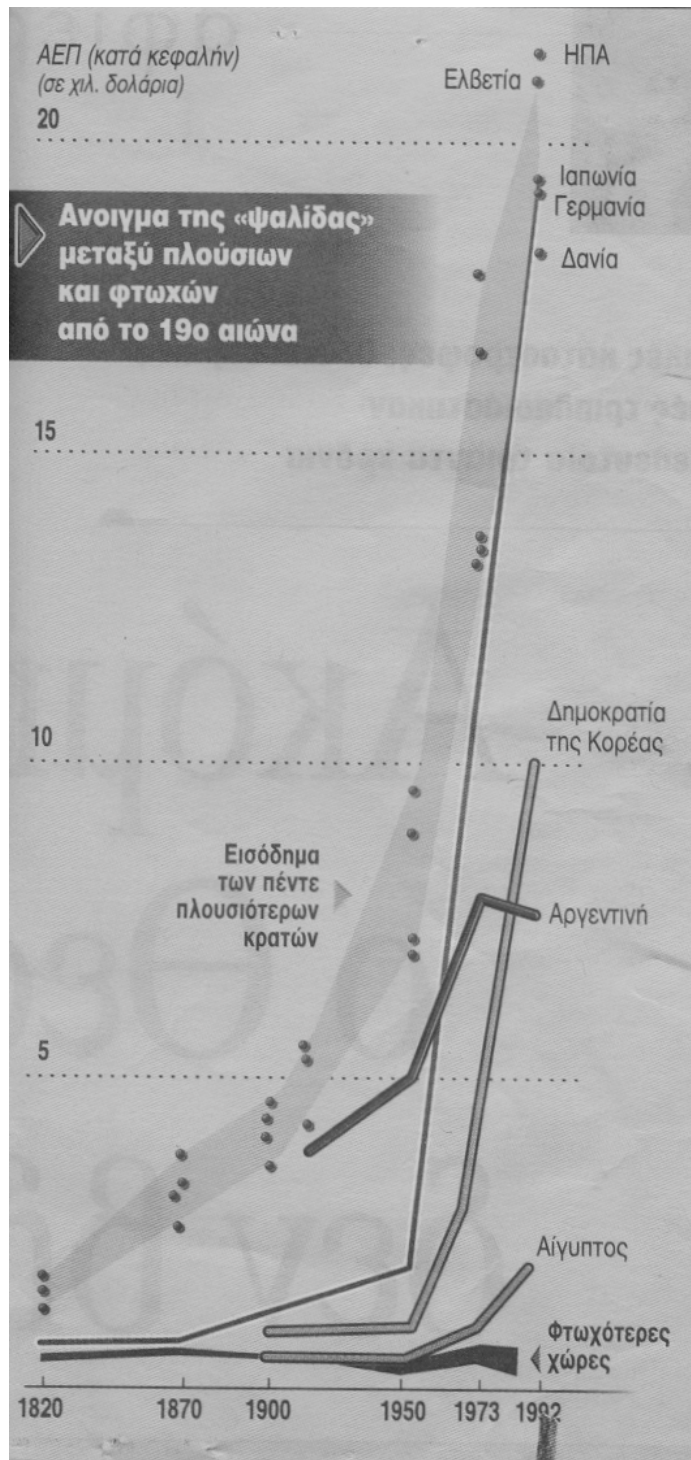 ΑΕΠ (κατά κεφαλήν)
(σε χιλ. δολάρια)
ΗΠΑ
Ελβετία
20
Ιαπωνία
Γερμανία
Δανία
Ανοιγμα της «ψαλίδας»
μεταξύ πλούσιων
και φτωχών
από το 19ο αιώνα
15
Δημοκρατία
της Κορέας
10
Εισόδημα
των πέντε
πλουσιότερων
κρατών
Αργεντινή
5
Αίγυπτος
Φτωχότερες
χώρες
1820 1870 1900 1950 1973 1992